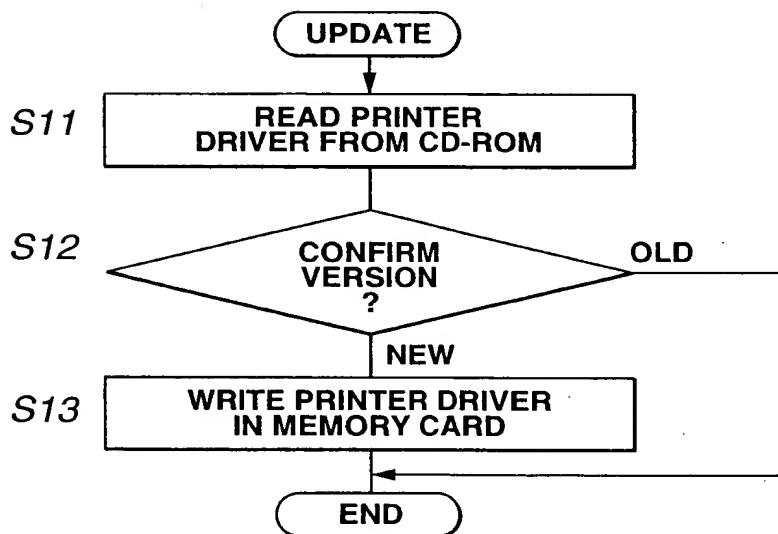 UPDATE
S11
READ PRINTER
DRIVER FROM CD-ROM
S12
CONFIRM
VERSION
?
OLD
NEW
S13
WRITE PRINTER DRIVER
IN MEMORY CARD
END